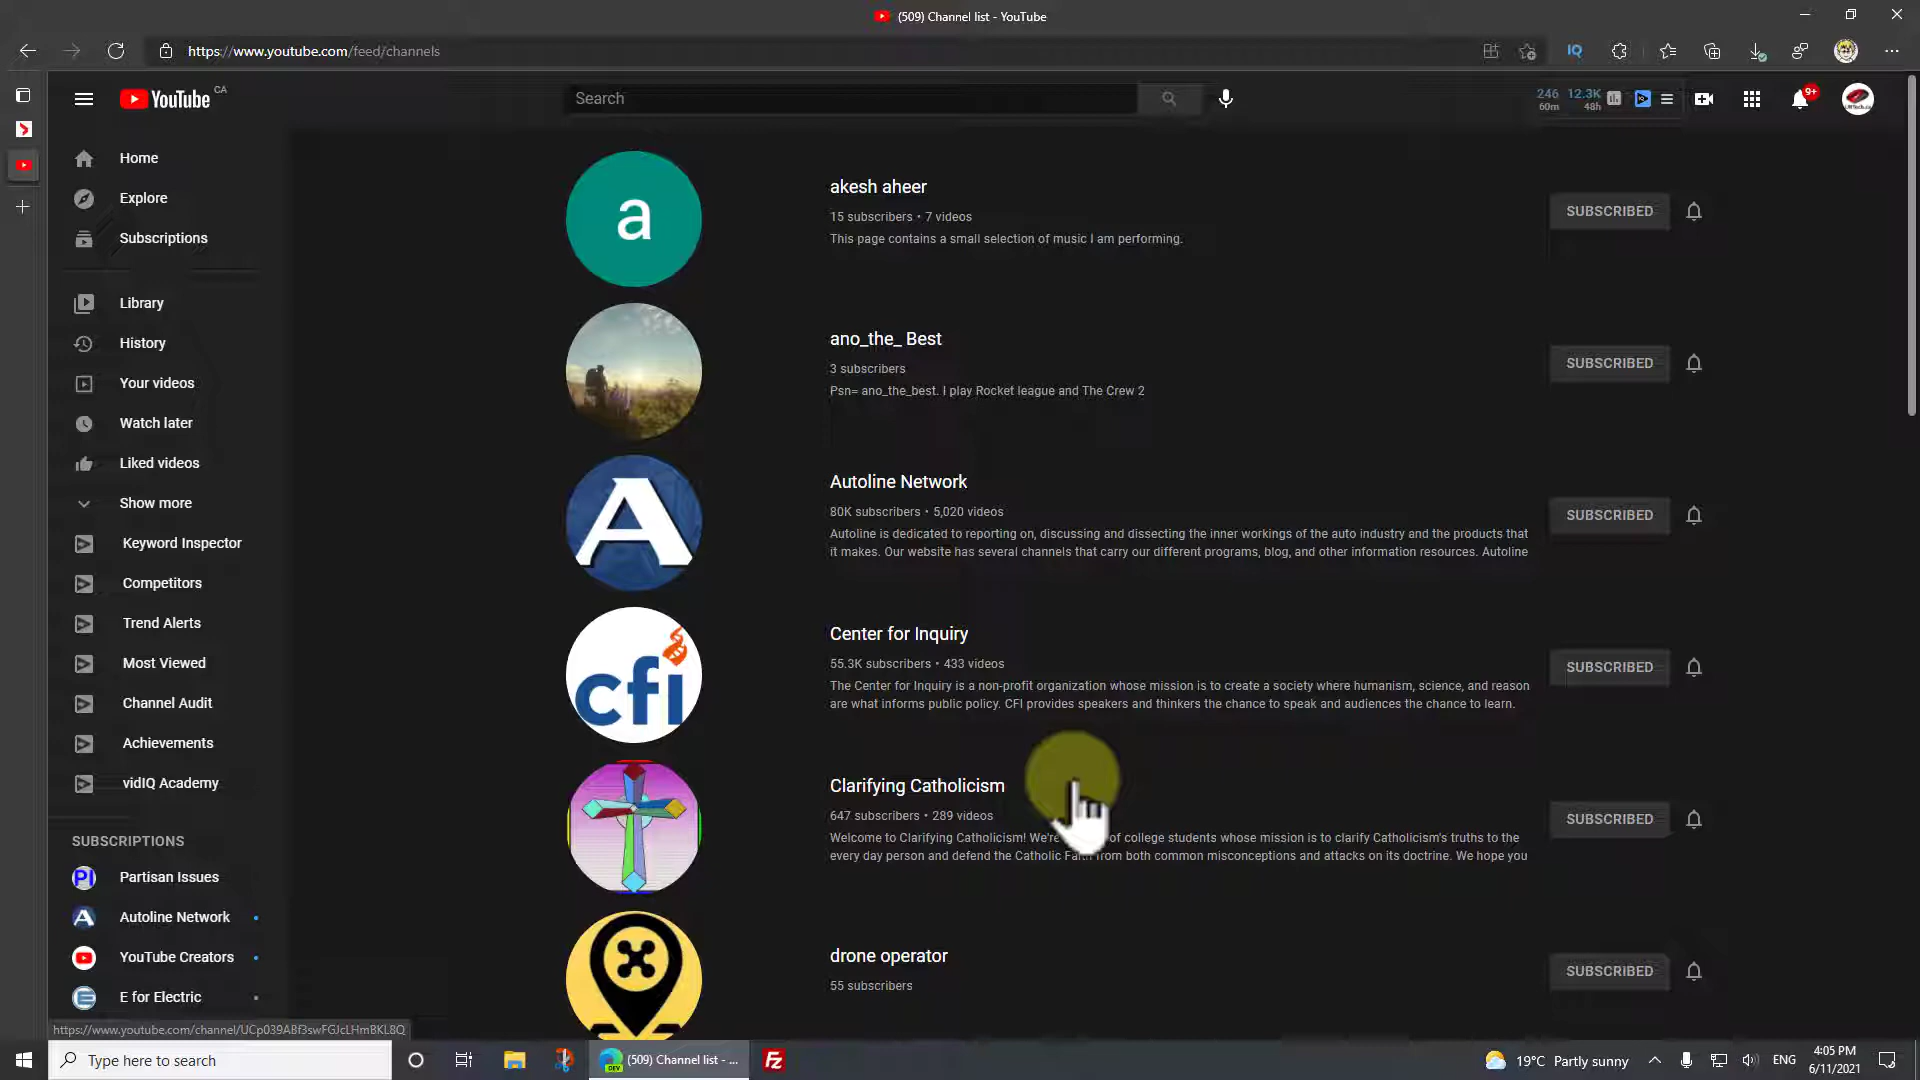 (509) Channel list - YouTube
https://www.youtube.com/feed/channels
IQ
YouTube CA
Search
246 60m
12.3K 48h
9+
Home
Explore
Subscriptions
Library
History
Your videos
Watch later
Liked videos
Show more
Keyword Inspector
Competitors
Trend Alerts
Most Viewed
Channel Audit
Achievements
vidIQ Academy
SUBSCRIPTIONS
PI Partisan Issues
Autoline Network
YouTube Creators
E for Electric
a
akesh aheer
15 subscribers • 7 videos
This page contains a small selection of music I am performing.
SUBSCRIBED
ano_the_ Best
3 subscribers
Psn= ano_the_best. I play Rocket league and The Crew 2
SUBSCRIBED
A
Autoline Network
80K subscribers • 5,020 videos
Autoline is dedicated to reporting on, discussing and dissecting the inner workings of the auto industry and the products that
it makes. Our website has several channels that carry our different programs, blog, and other information resources. Autoline
SUBSCRIBED
cfi
Center for Inquiry
55.3K subscribers • 433 videos
The Center for Inquiry is a non-profit organization whose mission is to create a society where humanism, science, and reason
are what informs public policy. CFI provides speakers and thinkers the chance to speak and audiences the chance to learn.
SUBSCRIBED
Clarifying Catholicism
647 subscribers • 289 videos
Welcome to Clarifying Catholicism! We're of college students whose mission is to clarify Catholicism's truths to the
every day person and defend the Catholic Faith from both common misconceptions and attacks on its doctrine. We hope you
SUBSCRIBED
drone operator
55 subscribers
SUBSCRIBED
https://www.youtube.com/channel/UCp039ABf3swFGJcLHmBKL8Q
Type here to search
DEV
(509) Channel list - ...
FZ
19°C Partly sunny
ENG
4:05 PM
6/11/2021